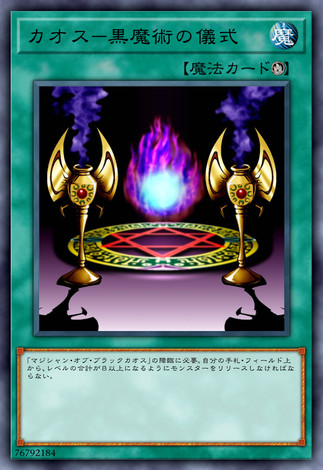 カオス－黒魔術の儀式
魔
【魔法カード】
「マジシャン・オブ・ブラックカオス」の降臨に必要。自分の手札・フィールド上
から、レベルの合計が８以上になるようにモンスターをリリースしなければな
らない。
76792184